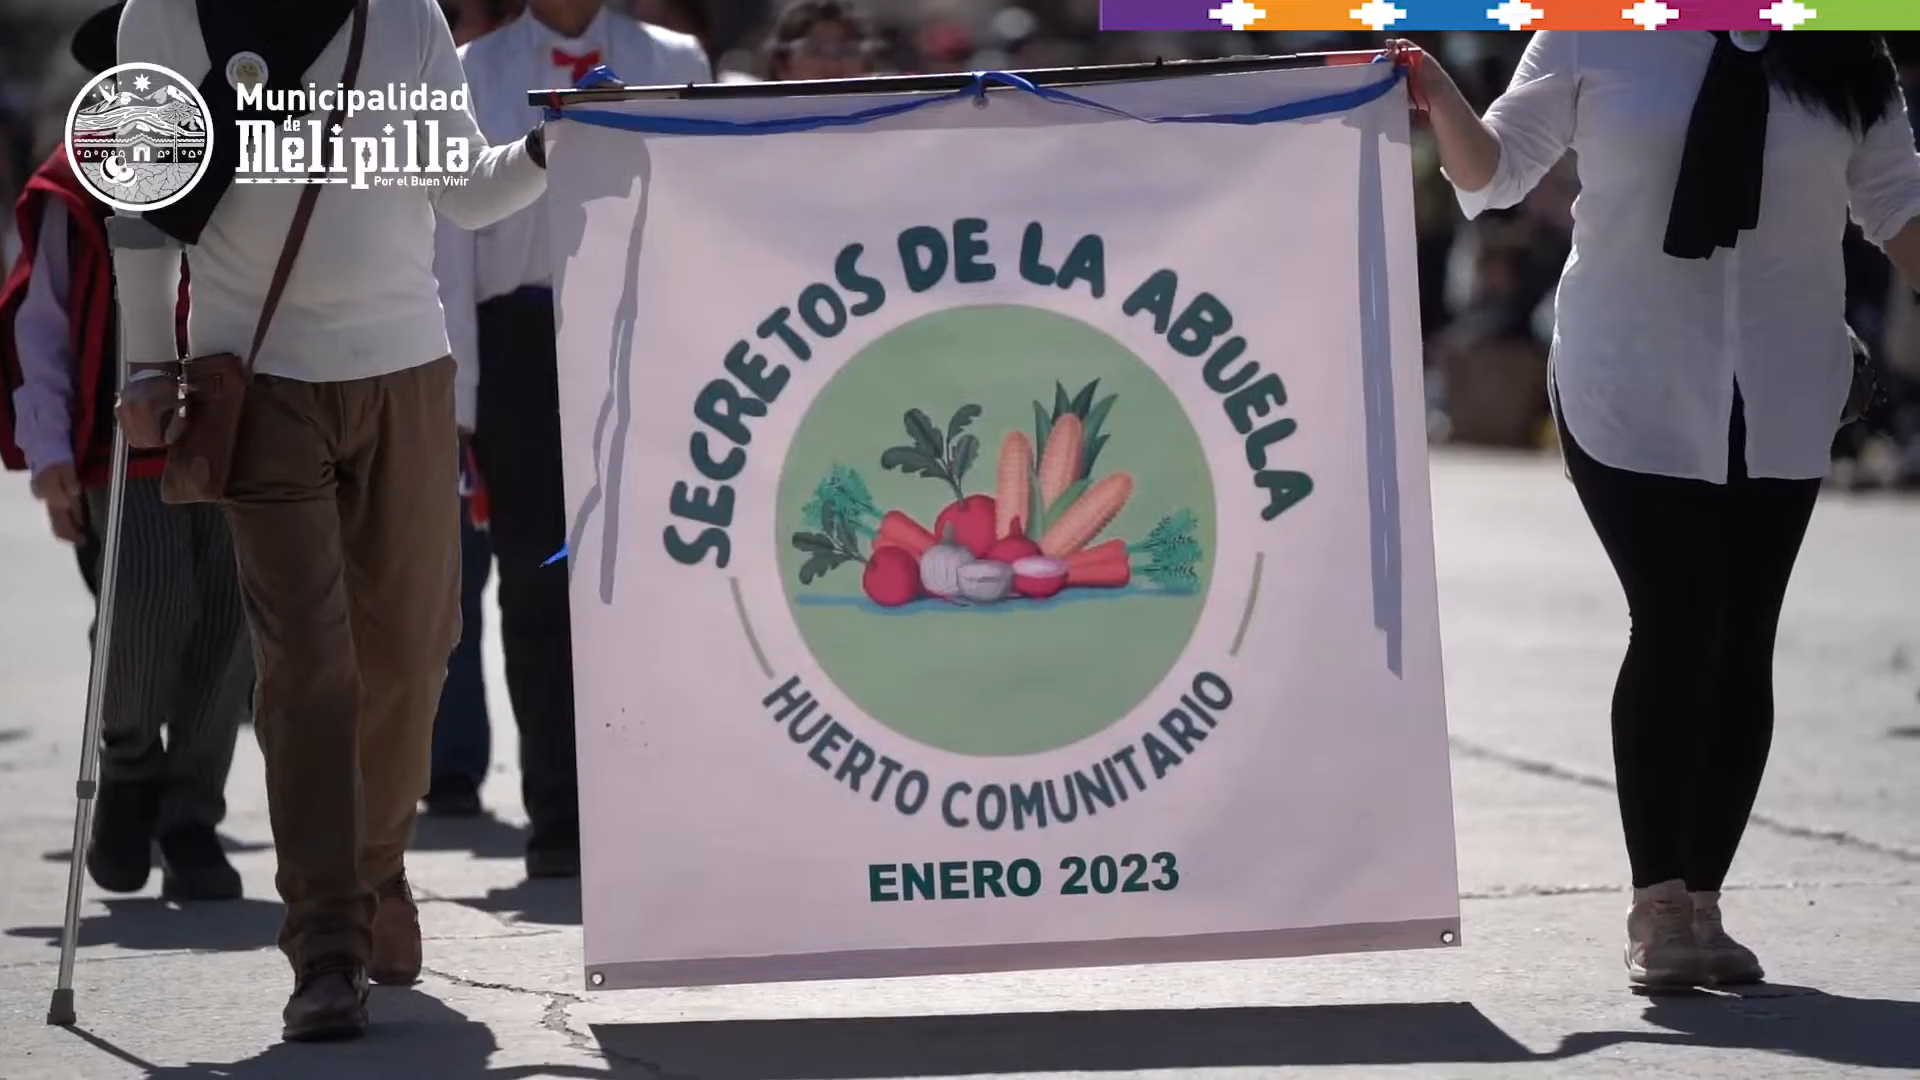 Municipalidad
de
Melipilla
Por el Buen Vivir
SECRETOS DE LA ABUELA
HUERTO COMUNITARIO
ENERO 2023